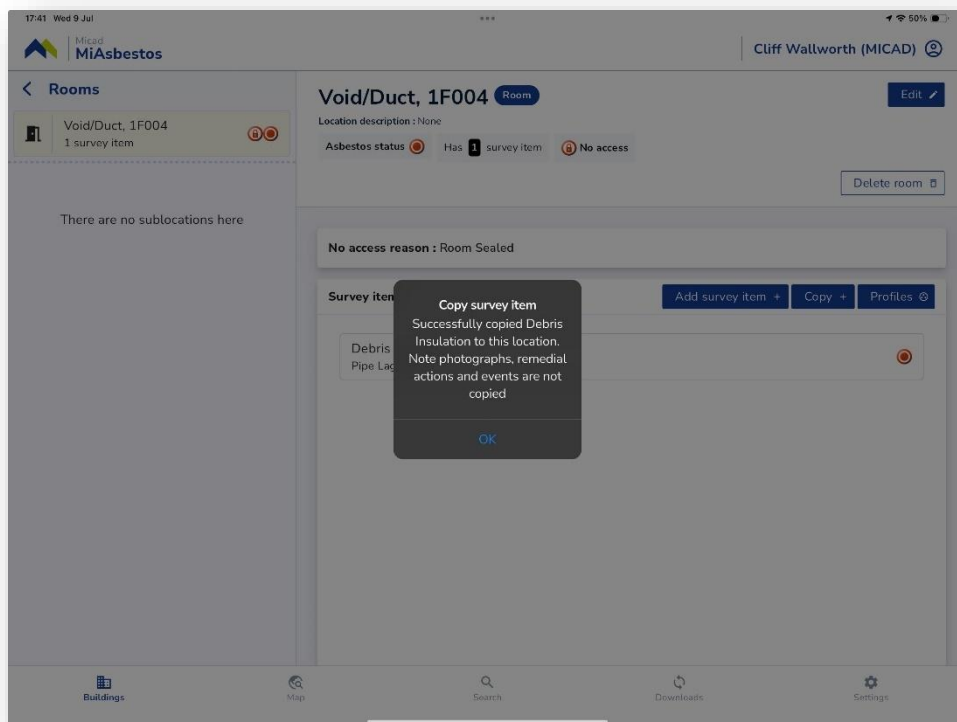 17:41 Wed 9 Jul
50%
Micad
MiAsbestos
Cliff Wallworth (MICAD)
Rooms
Void/Duct, 1F004
1 survey item
There are no sublocations here
Void/Duct, 1F004 Room
Edit
Location description : None
Asbestos status Has 1 survey item No access
Delete room
No access reason : Room Sealed
Survey item
Add survey item + Copy + Profiles
Debris
Pipe Lag
Copy survey item
Successfully copied Debris
Insulation to this location.
Note photographs, remedial
actions and events are not
copied
OK
Buildings Map Search Downloads Settings